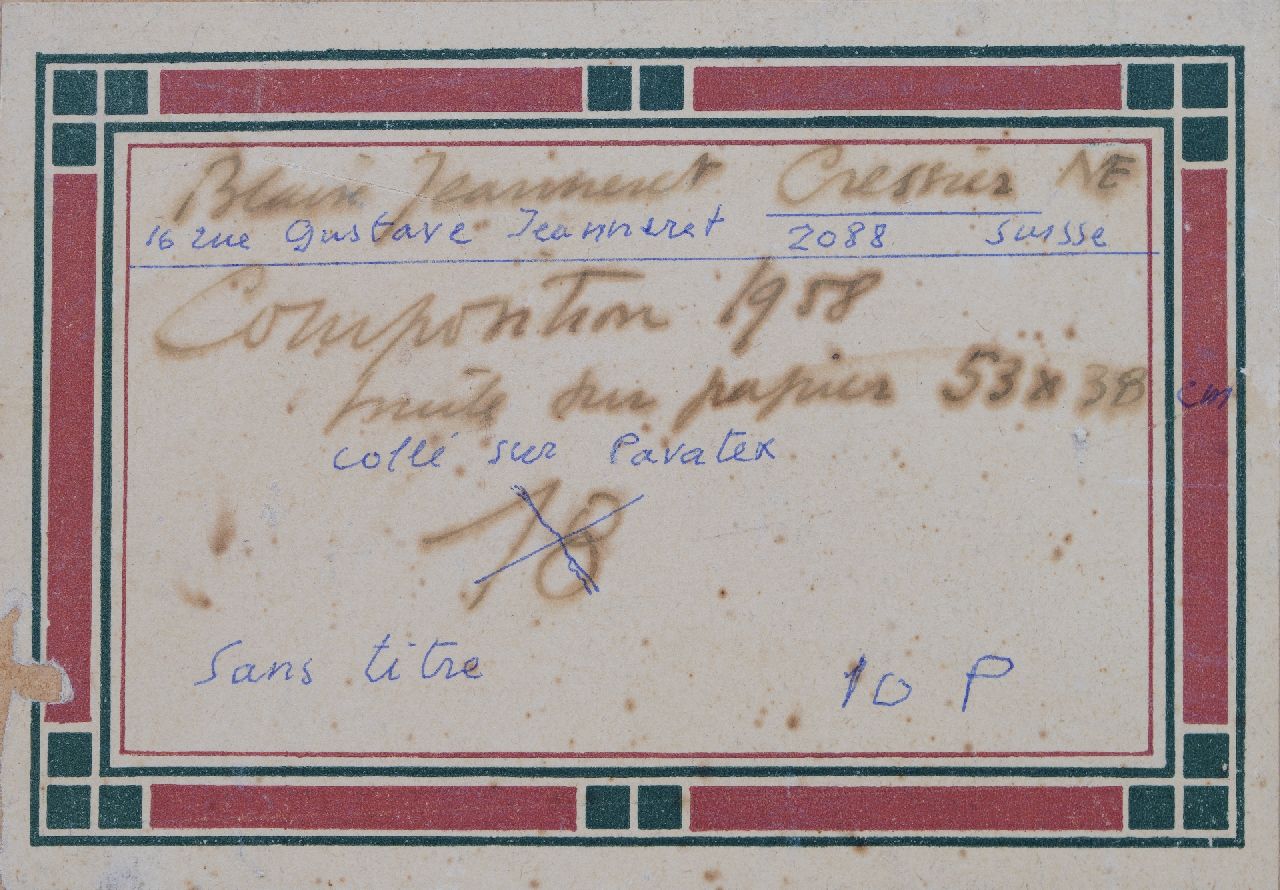 Blaise Jeanneret Cressier NE
16 rue Gustave Jeanneret 2088 Suisse
Composition 1958
huile sur papier 53 x 38 cm
collé sur Pavatex
18
Sans titre 10 P